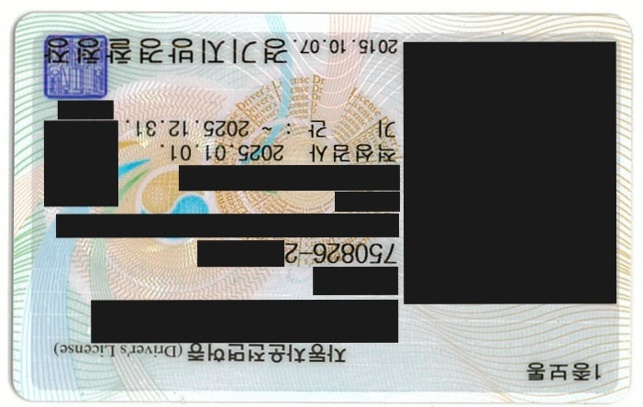 1종보통
자동차운전면허증 (Driver's License)
750826-2
적성검사 2025. 01. 01.
기 간 : ~ 2025. 12. 31.
2015. 10. 07. 경기지방경찰청장